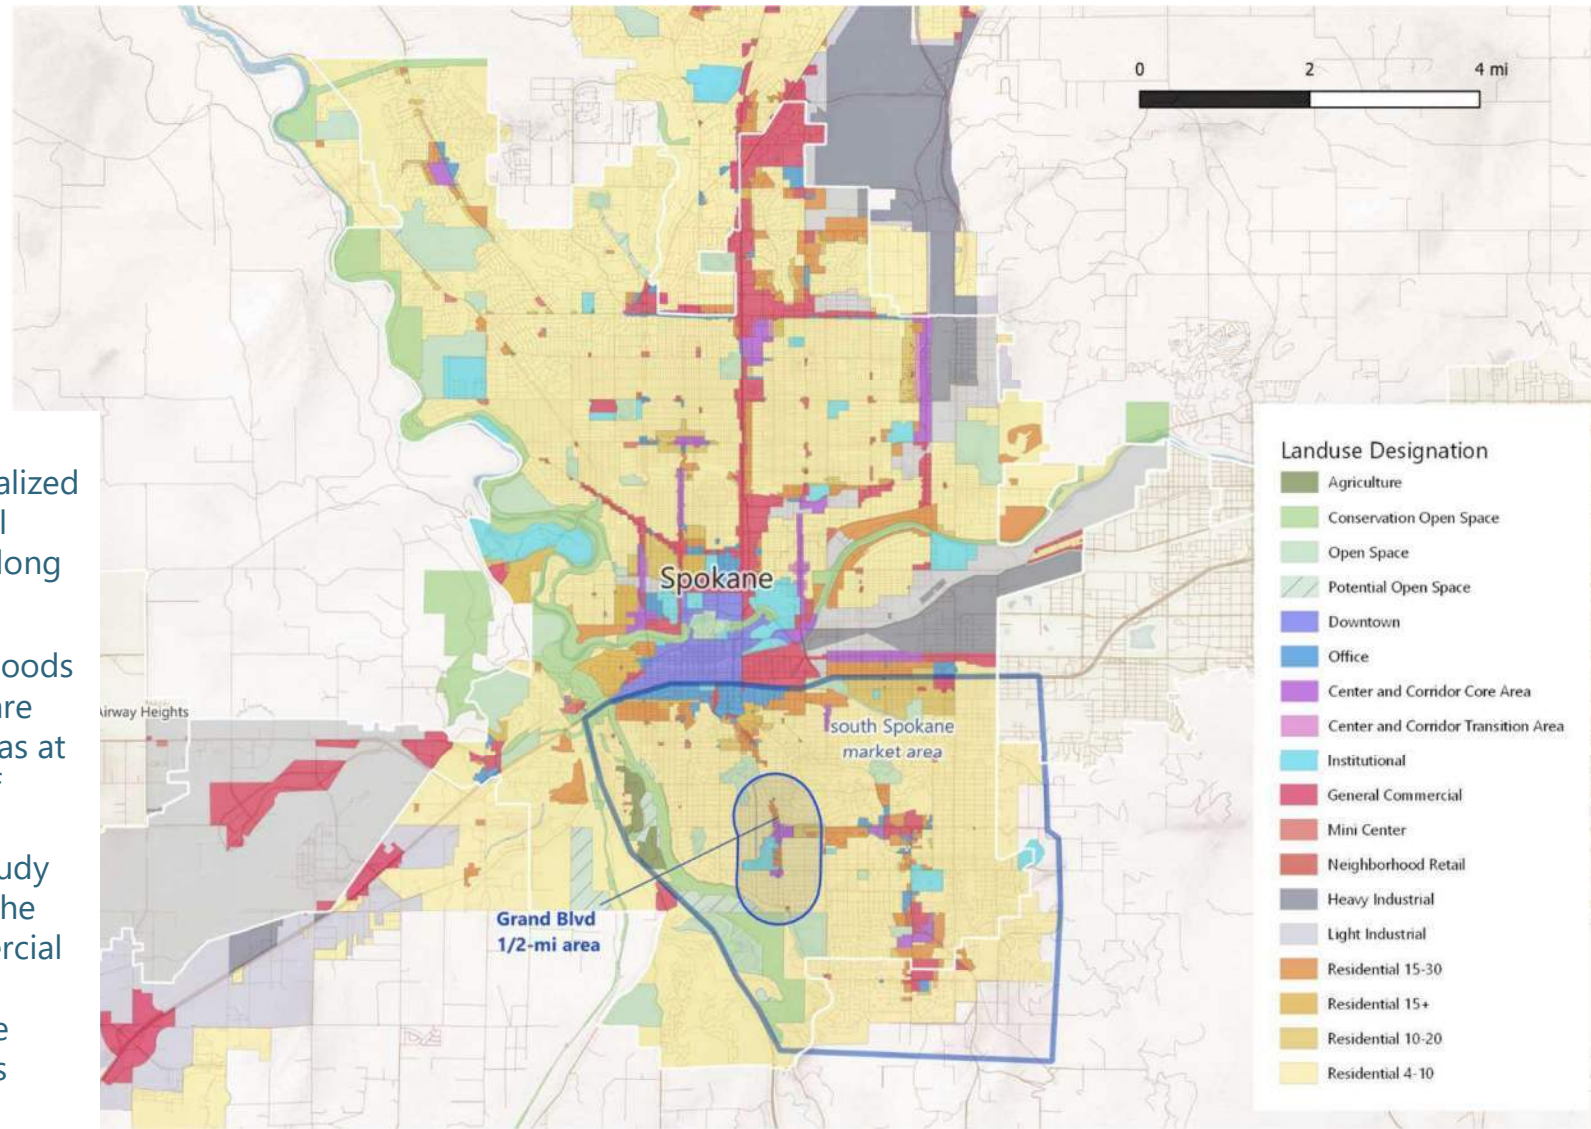 0 2 4 mi
alized
l
long
oods
are
as at
f
udy
he
ercial
e
s
Spokane
Airway Heights
south Spokane
market area
Grand Blvd
1/2-mi area
Landuse Designation
Agriculture
Conservation Open Space
Open Space
Potential Open Space
Downtown
Office
Center and Corridor Core Area
Center and Corridor Transition Area
Institutional
General Commercial
Mini Center
Neighborhood Retail
Heavy Industrial
Light Industrial
Residential 15-30
Residential 15+
Residential 10-20
Residential 4-10